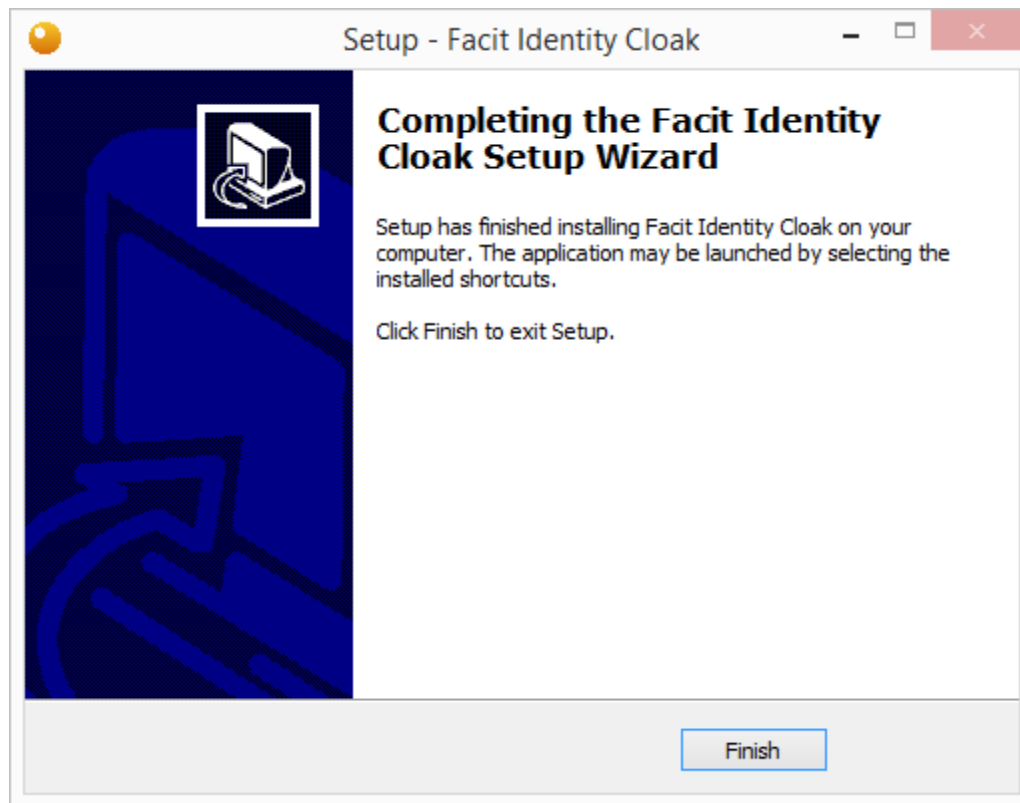 Setup - Facit Identity Cloak
Completing the Facit Identity
Cloak Setup Wizard
Setup has finished installing Facit Identity Cloak on your
computer. The application may be launched by selecting the
installed shortcuts.
Click Finish to exit Setup.
Finish